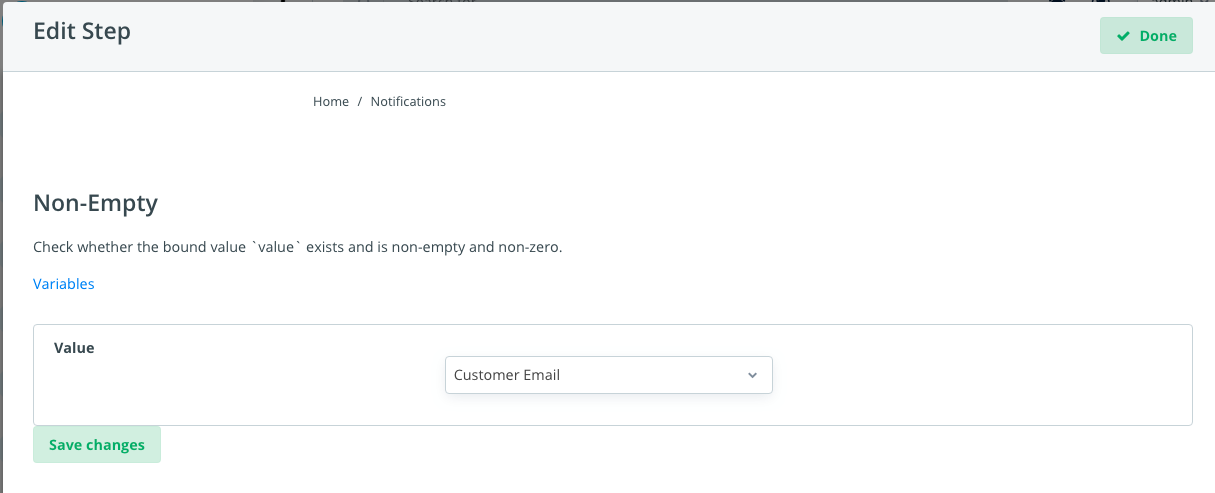 Edit Step
Done
Home / Notifications
Non-Empty
Check whether the bound value `value` exists and is non-empty and non-zero.
Variables
Value
Customer Email
Save changes